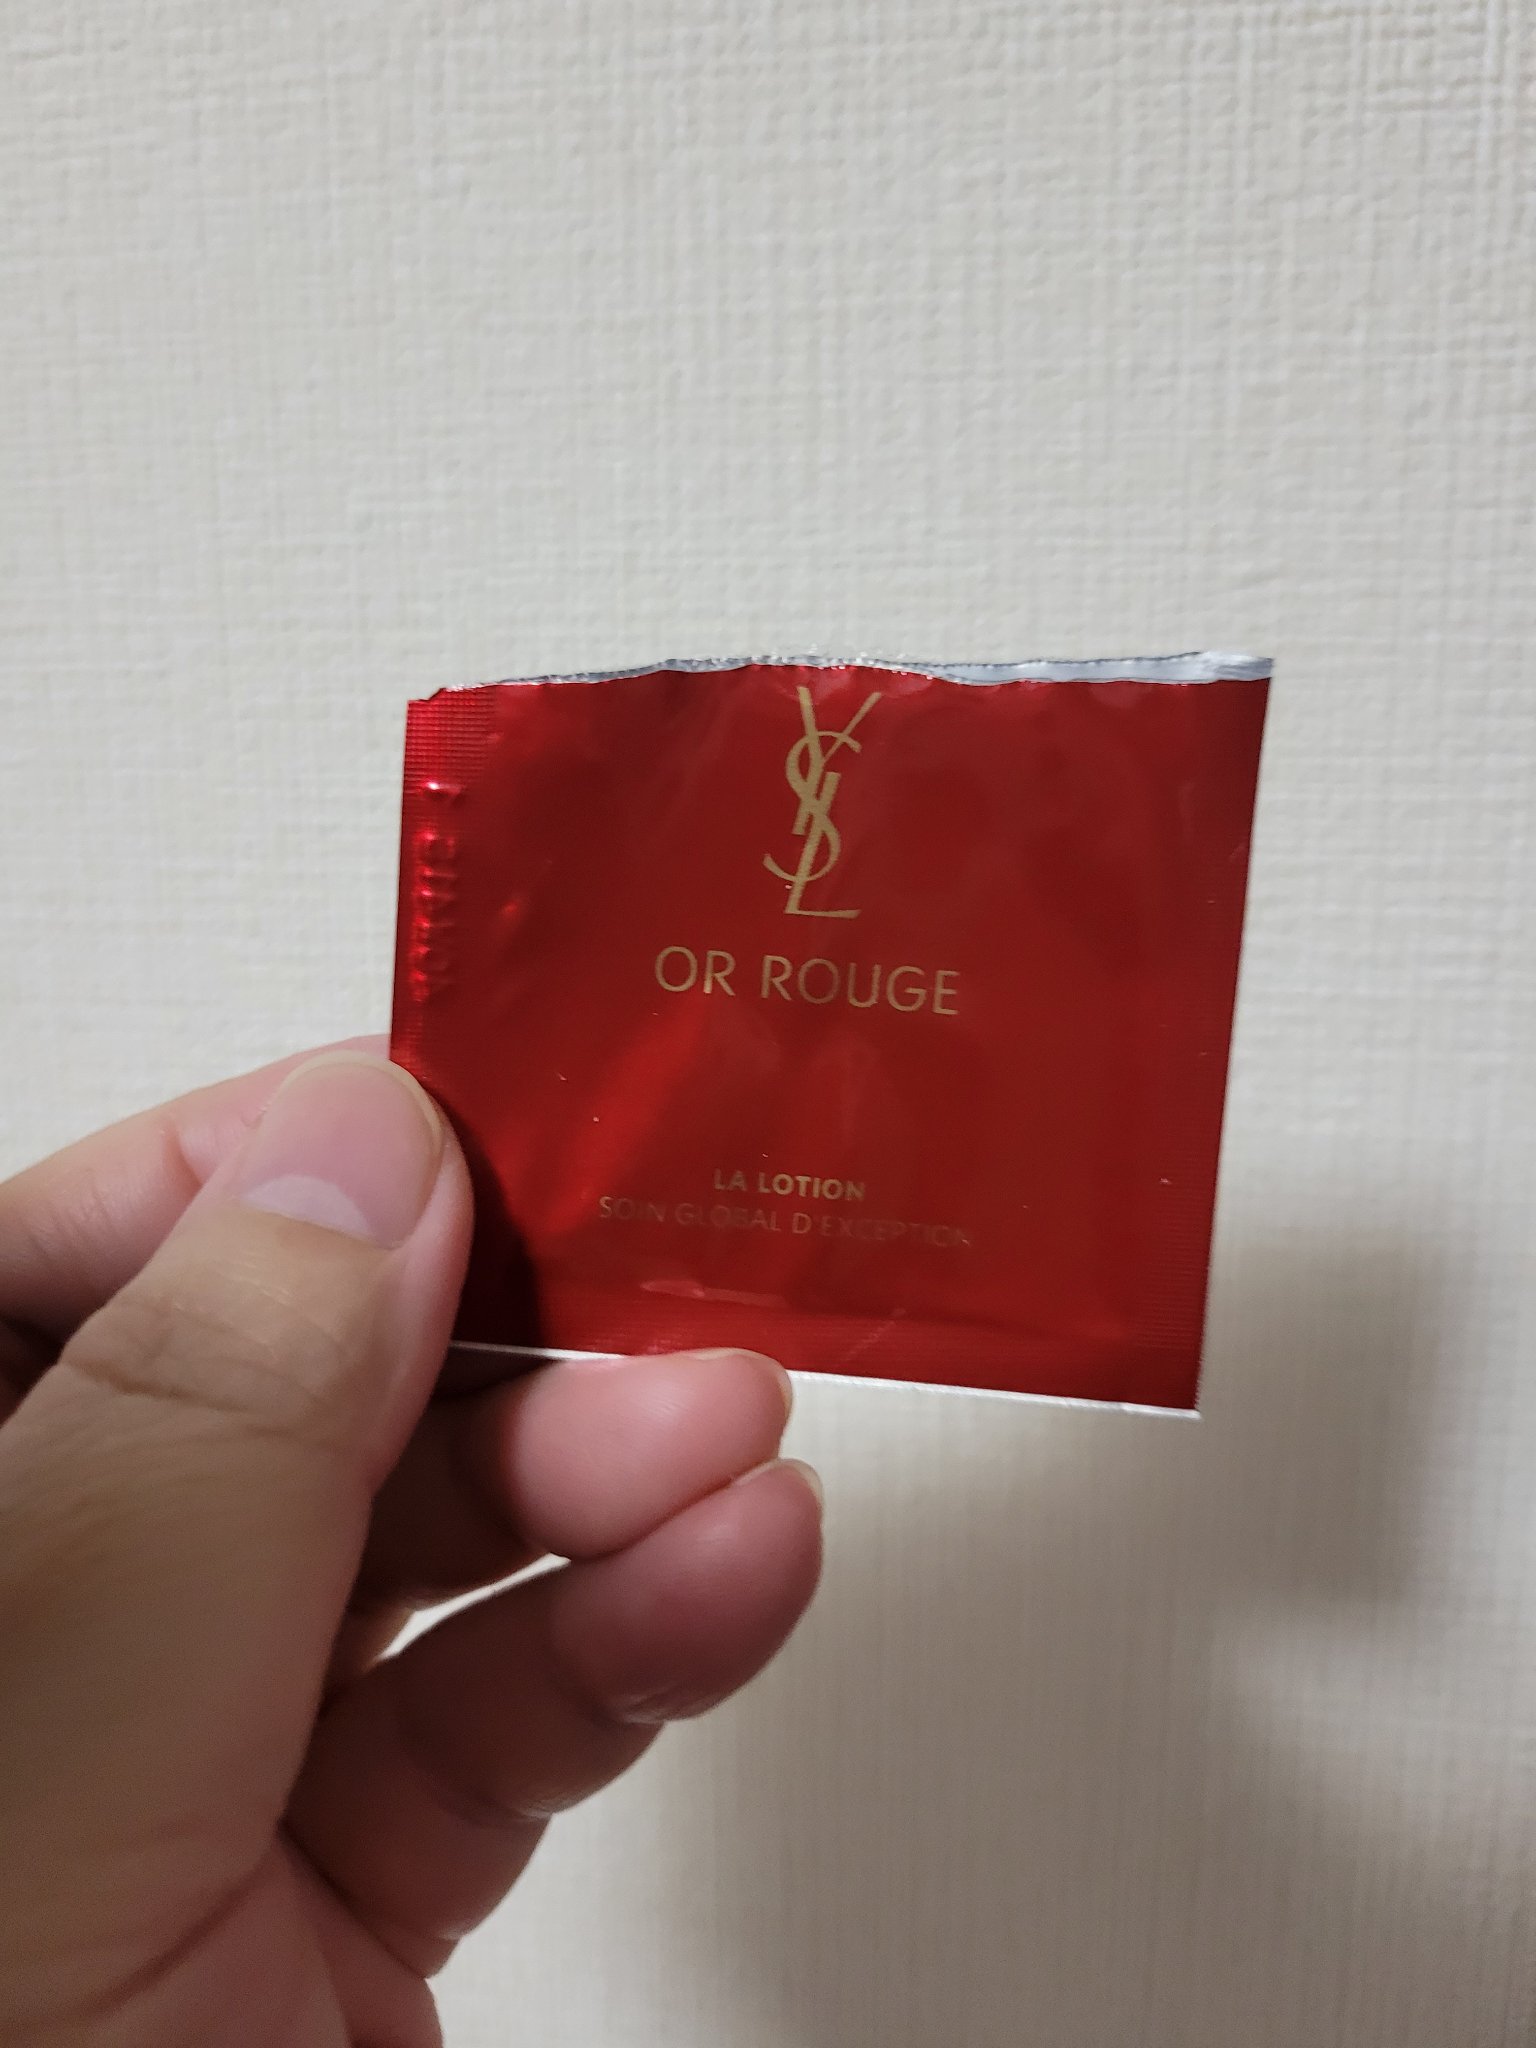 YSL
OR ROUGE
LA LOTION
SOIN GLOBAL D'EXCEPTION